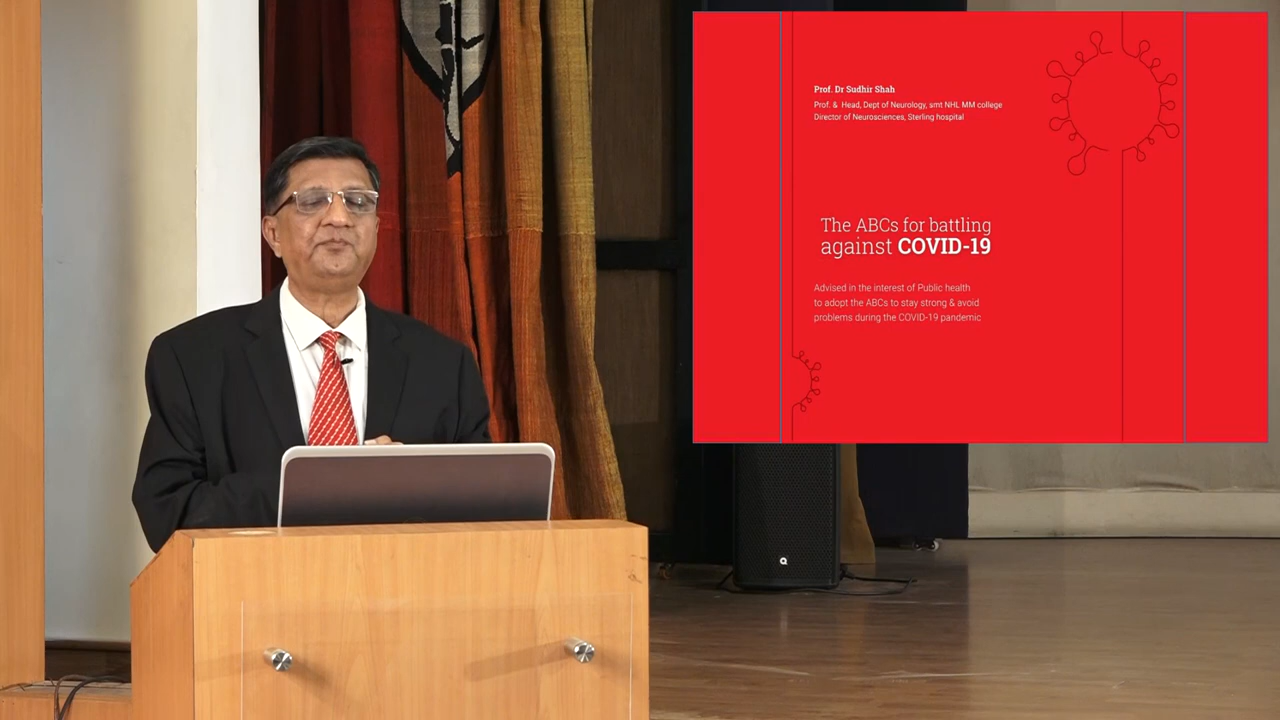 Prof. Dr Sudhir Shah
Prof. & Head, Dept of Neurology, smt NHL MM college
Director of Neurosciences, Sterling hospital
The ABCs for battling
against COVID-19
Advised in the interest of Public health
to adopt the ABCs to stay strong & avoid
problems during the COVID-19 pandemic